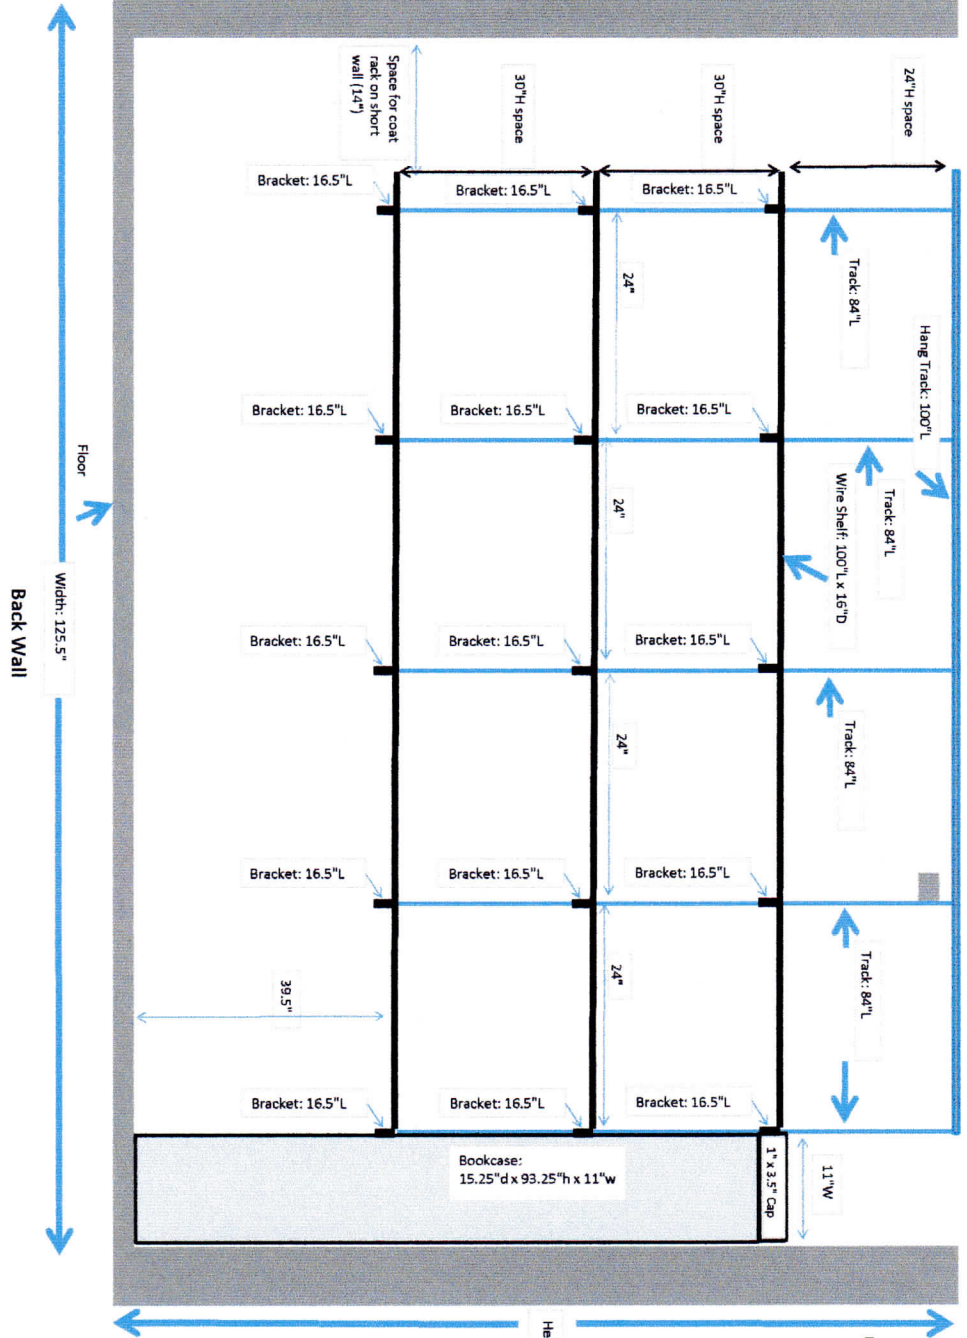 24"H space
30"H space
30"H space
Space for coat
rack on short
wall (14")
Bracket: 16.5"L
Bracket: 16.5"L
Bracket: 16.5"L
Track: 84"L
Hang Track: 100"L
24"
Bracket: 16.5"L
Bracket: 16.5"L
Bracket: 16.5"L
Track: 84"L
Wire Shelf: 100"L x 16"D
24"
Floor
Bracket: 16.5"L
Bracket: 16.5"L
Bracket: 16.5"L
Width: 125.5"
Back Wall
Track: 84"L
24"
Bracket: 16.5"L
Bracket: 16.5"L
Bracket: 16.5"L
Track: 84"L
24"
39.5"
Bracket: 16.5"L
Bracket: 16.5"L
Bracket: 16.5"L
Bookcase:
15.25"d x 93.25"h x 11"w
1" x 3.5" Cap
11"W